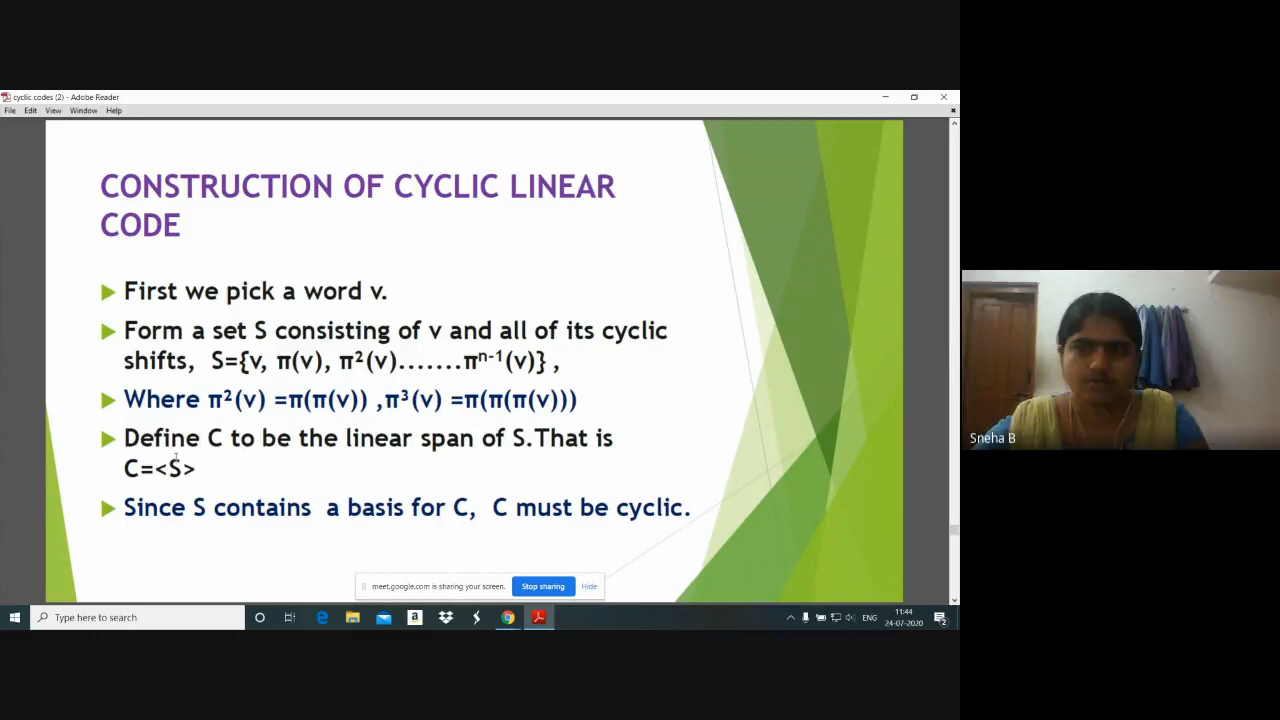 cyclic codes (2) - Adobe Reader
File Edit View Window Help
CONSTRUCTION OF CYCLIC LINEAR
CODE
First we pick a word v.
Form a set S consisting of v and all of its cyclic
shifts, S={v, π(v), π²(v).......πⁿ⁻¹(v)} ,
Where π²(v) =π(π(v)) ,π³(v) =π(π(π(v)))
Define C to be the linear span of S.That is
C=<S>
Since S contains a basis for C, C must be cyclic.
meet.google.com is sharing your screen. Stop sharing Hide
Sneha B
Type here to search
ENG
11:44
24-07-2020
2